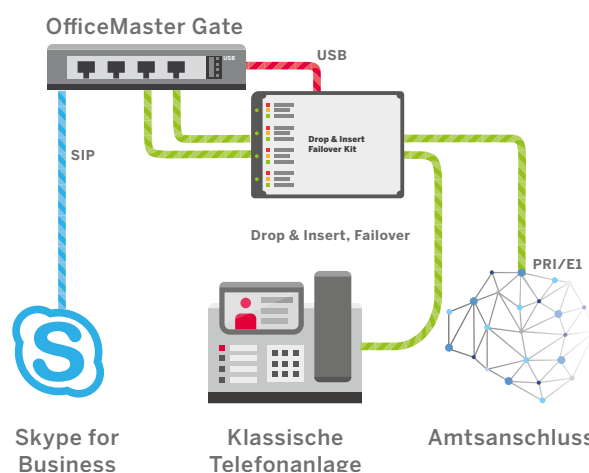 OfficeMaster Gate
USB
USB
SIP
Drop & Insert
Failover Kit
Drop & Insert, Failover
PRI/E1
S
Skype for
Business
Klassische
Telefonanlage
Amtsanschluss